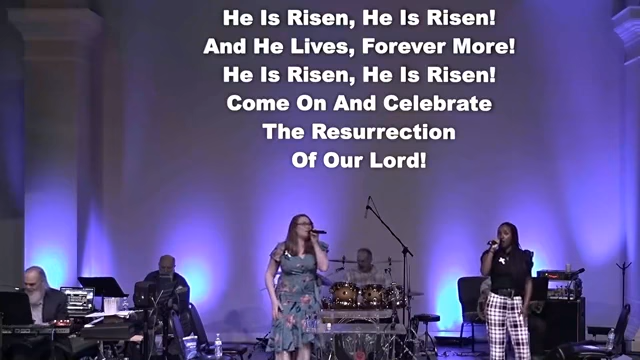 He Is Risen, He Is Risen!
And He Lives, Forever More!
He Is Risen, He Is Risen!
Come On And Celebrate
The Resurrection
Of Our Lord!